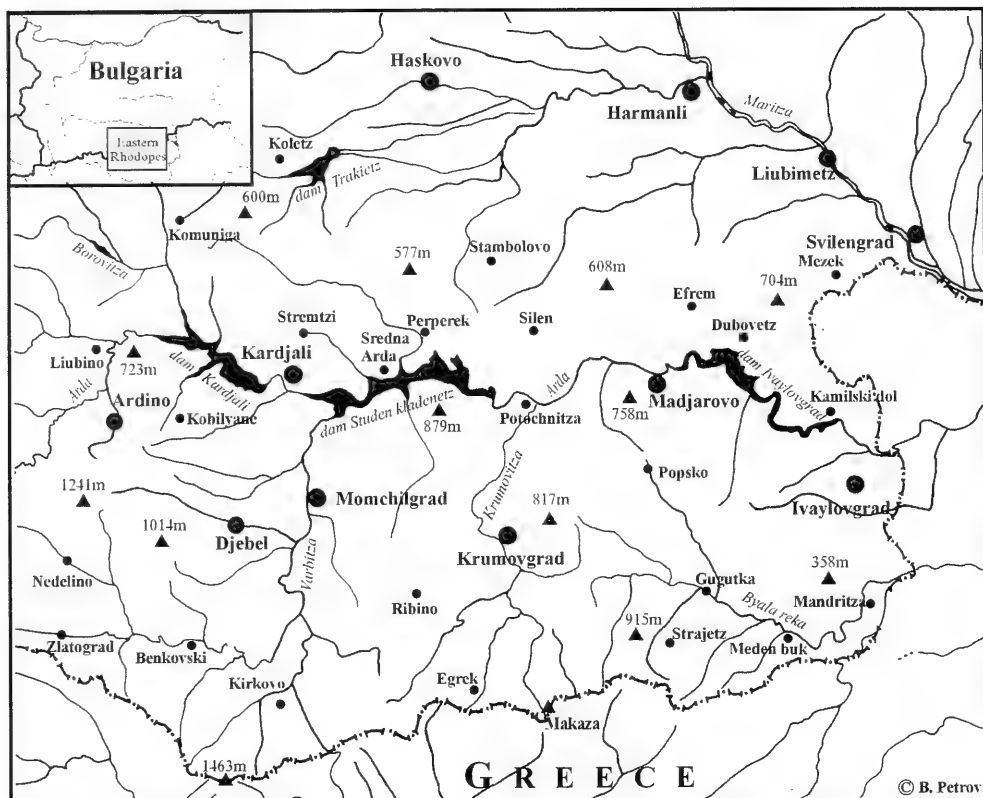 Bulgaria
Eastern
Rhodopes
Haskovo
Harmanli
Maritza
Koletz
dam Trakietz
Liubimetz
600m
Komuniga
Borovitza
577m
Stambolovo
Svilengrad
Mezek
608m
704m
Efrem
Stremtzi
Perperek
Silen
Dubovetz
Sredna
Arda
Liubino
723m
dam Kardjali
Kardjali
Arda
dam Ivaylovgrad
Arda
Ardino
Kobilyane
dam Studen kladenetz
879m
Potochnitza
758m
Madjarovo
Kamilski dol
Popsko
1241m
Momchilgrad
Krumovitza
817m
Ivaylovgrad
1014m
Djebel
Krumovgrad
Varbitza
Nedelino
Ribino
Gugutka
358m
Byala reka
Mandritza
915m
Zlatograd
Benkovski
Strajetz
Meden buk
Kirkovo
Egrek
Makaza
1463m
GREECE
© B. Petrov